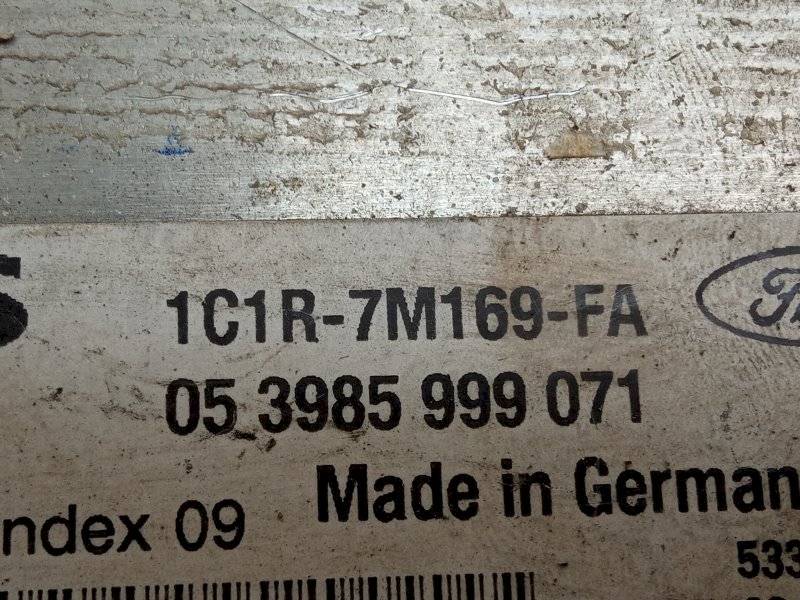 1C1R-7M169-FA
05 3985 999 071
Made in German
ndex 09
533